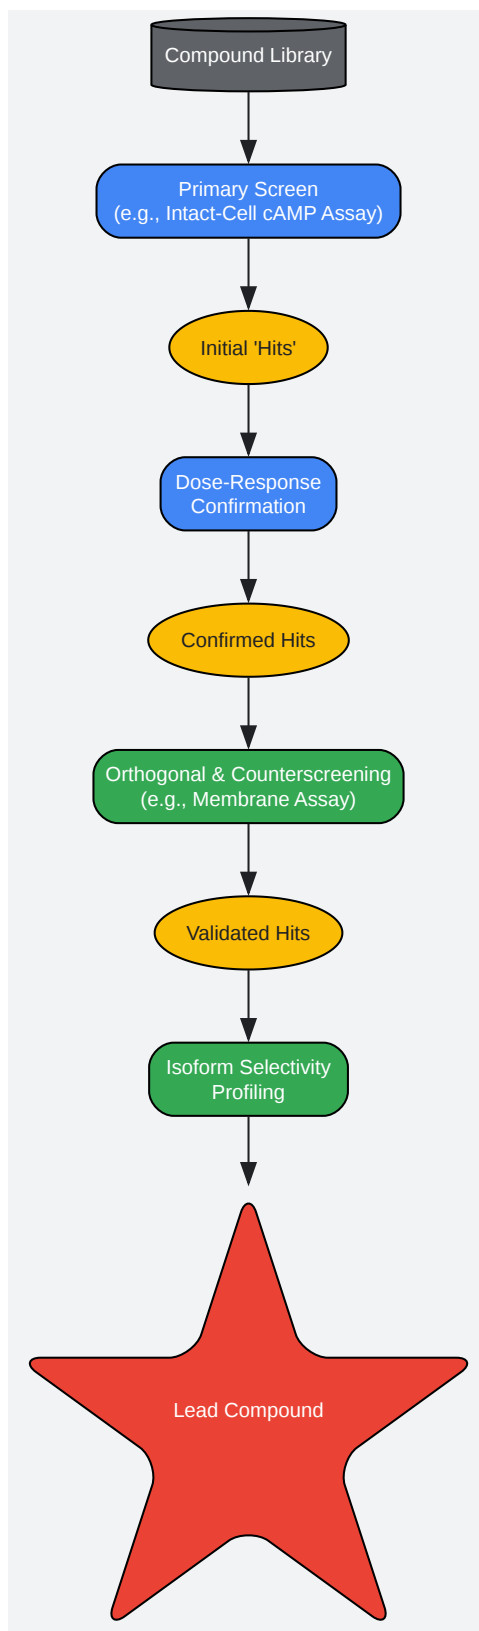 Compound Library
Primary Screen
(e.g., Intact-Cell cAMP Assay)
Initial 'Hits'
Dose-Response
Confirmation
Confirmed Hits
Orthogonal & Counterscreening
(e.g., Membrane Assay)
Validated Hits
Isoform Selectivity
Profiling
Lead Compound